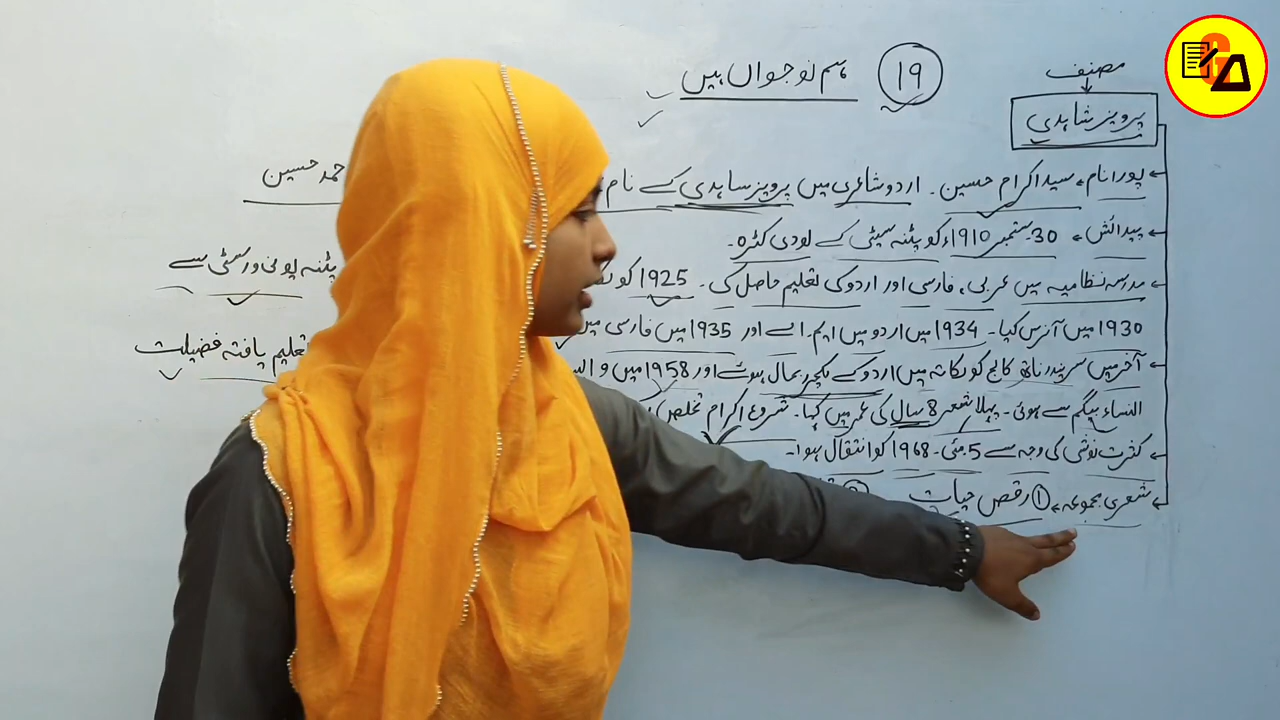 ۱۹ ہم نوجواں ہیں
مصنف
پرویز شاہدی
پورا نام، سید اکرام حسین۔ اردو شاعری میں پرویز شاہدی کے نام حمد حسین
پیدائش، 30۔ ستمبر 1910ء کو پٹنہ سیٹی کے لودی کٹرہ۔
مدرسہ نظامیہ میں عربی، فارسی اور اردو کی تعلیم حاصل کی۔ 1925 کو پٹنہ یونیورسٹی سے
1930 میں آنرس کیا۔ 1934 میں اردو میں ایم۔اے اور 1935 میں فارسی میں تعلیم یافتہ فضیلت
آخر میں سریندر ناتھ کالج کولکاتہ میں اردو کے لکچرر بحال ہوئے اور 1958 میں و
النساء بیگم سے ہوئی۔ پہلا شعر 8 سال کی عمر میں کہا۔ شروع اکرام تخلص
کثرت نوشی کی وجہ سے 5 مئی۔ 1968 کو انتقال ہوا۔
شعری مجموعہ، ① رقص حیات ②